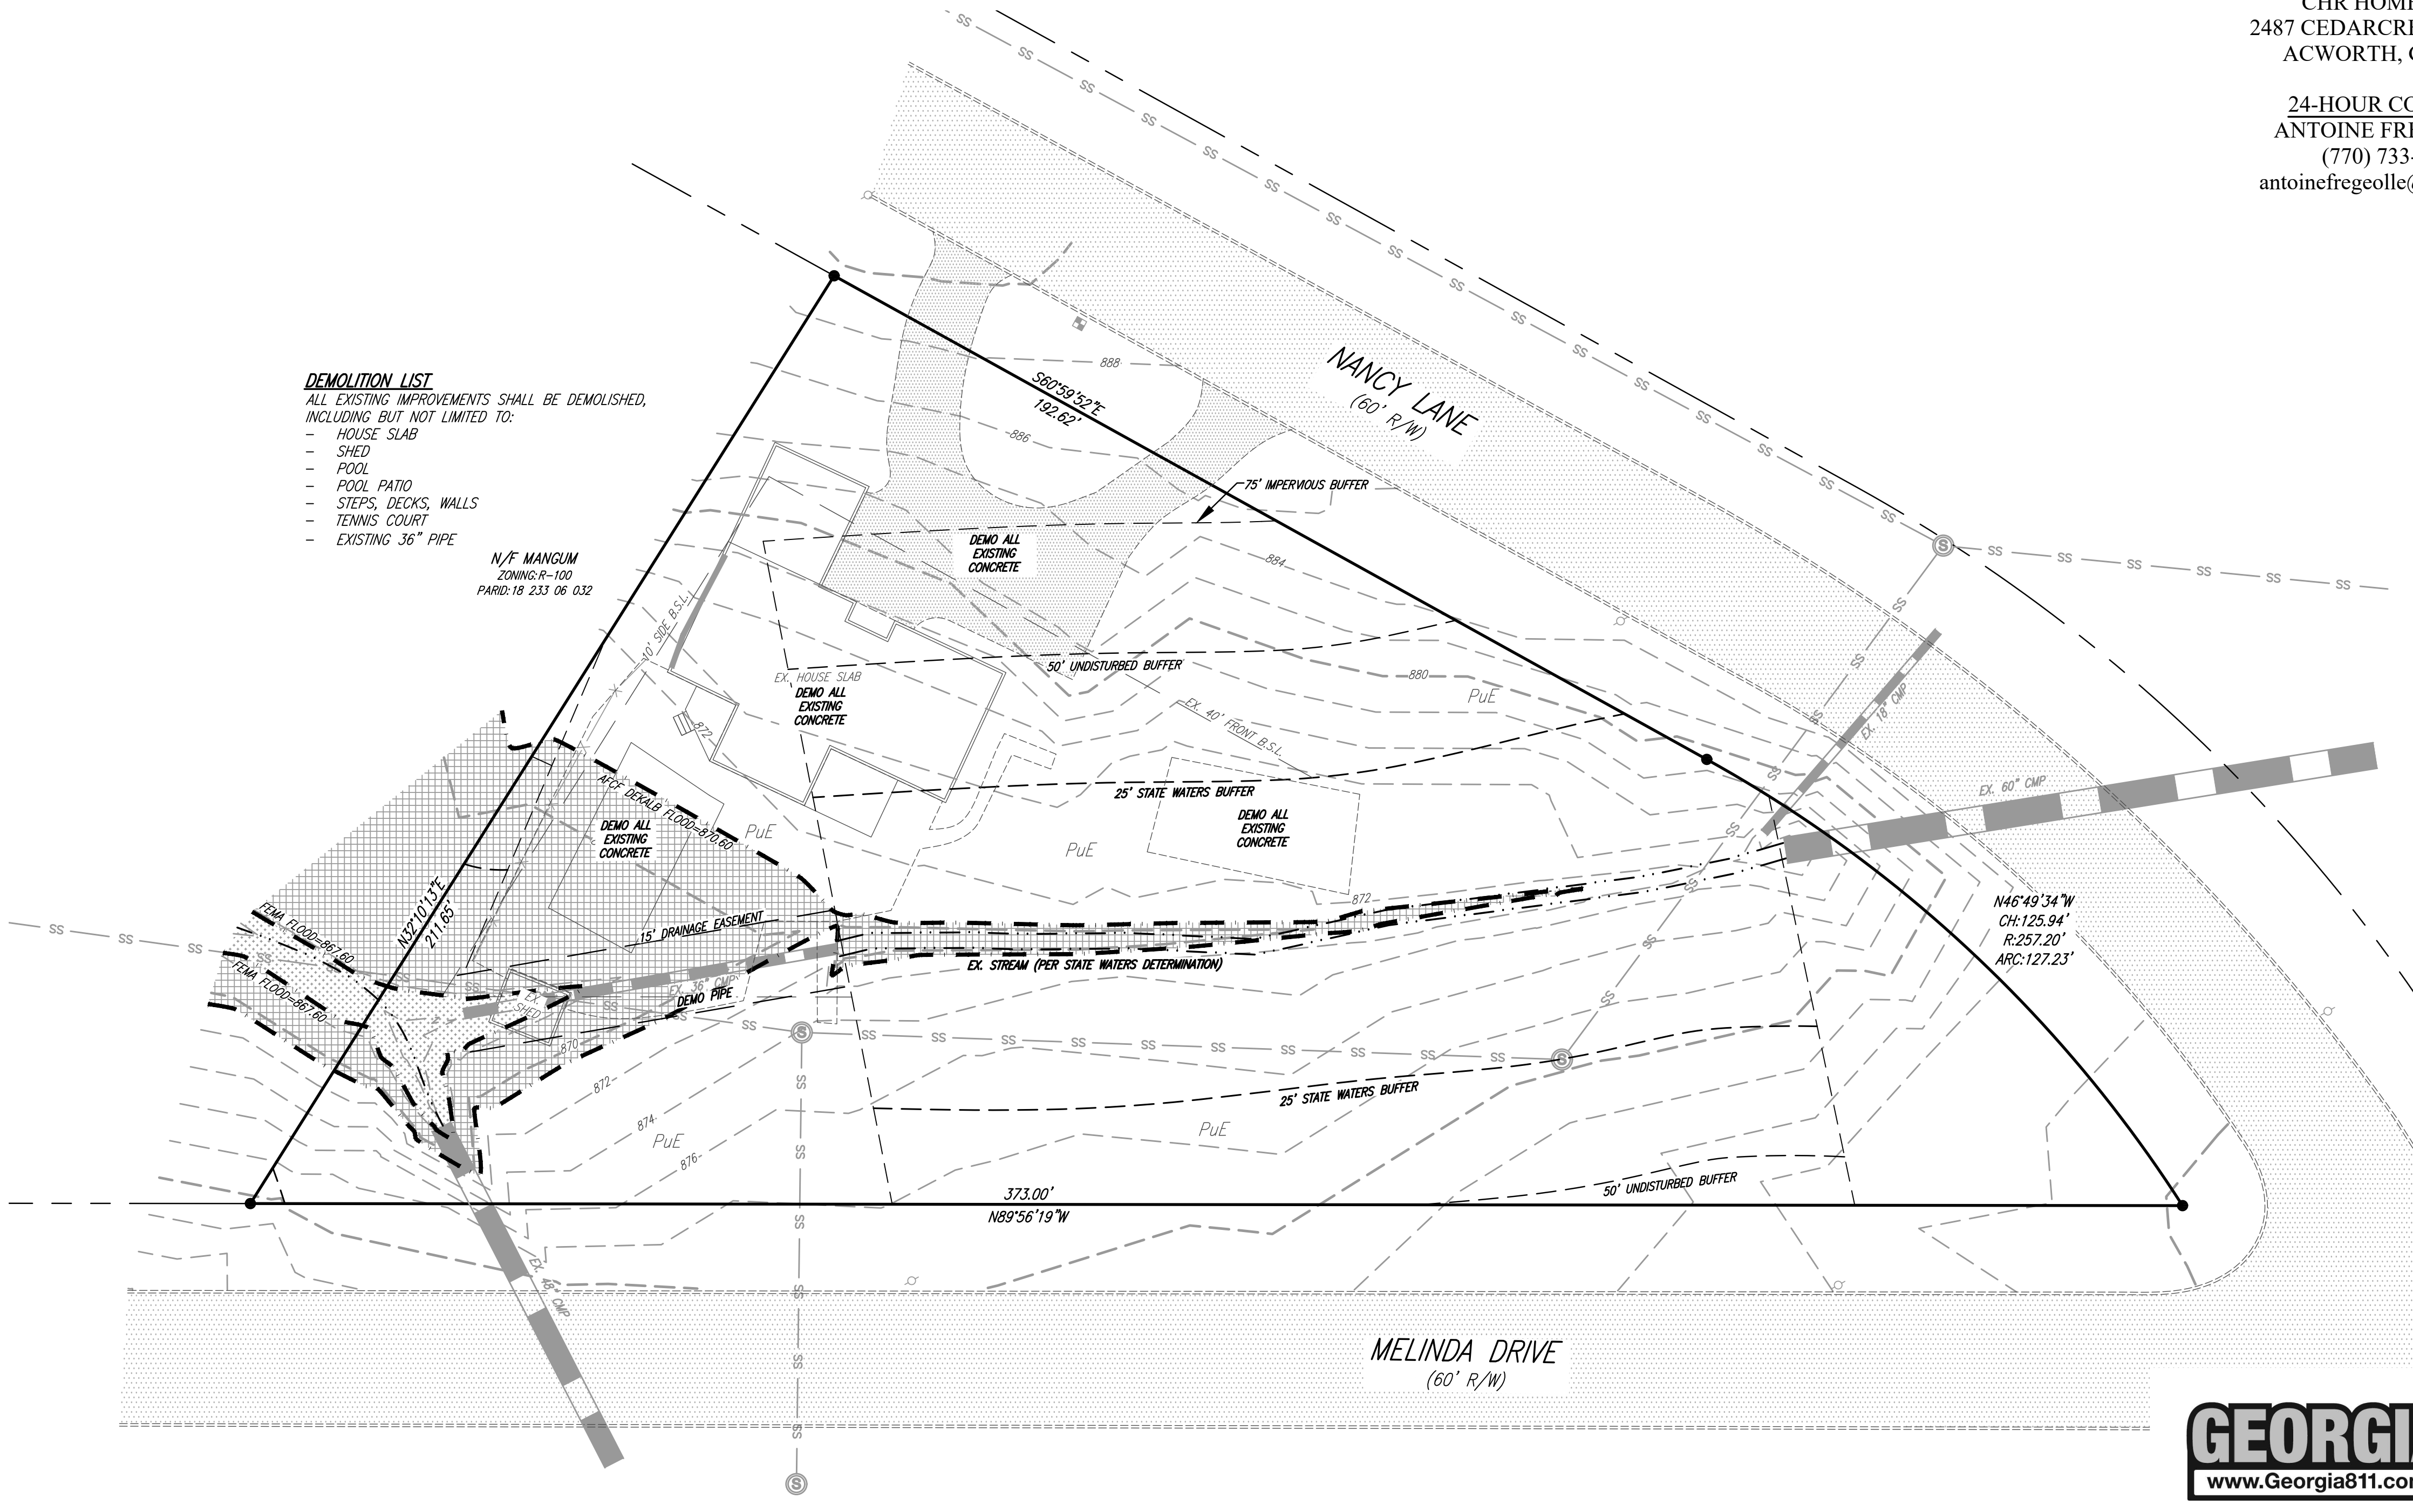 CHR HOME
2487 CEDARCRE
ACWORTH,
24-HOUR CO
ANTOINE FRE
(770) 733-
antoinefregeolle@
DEMOLITION LIST
ALL EXISTING IMPROVEMENTS SHALL BE DEMOLISHED,
INCLUDING BUT NOT LIMITED TO:
- HOUSE SLAB
- SHED
- POOL
- POOL PATIO
- STEPS, DECKS, WALLS
- TENNIS COURT
- EXISTING 36" PIPE
N/F MANGUM
ZONING: R-100
PARID: 18 233 06 032
NANCY LANE
(60' R/W)
S60°59'52"E
192.62'
888
886
884
880
75' IMPERVIOUS BUFFER
DEMO ALL
EXISTING
CONCRETE
10' SIDE B.S.L.
50' UNDISTURBED BUFFER
EX. HOUSE SLAB
DEMO ALL
EXISTING
CONCRETE
872
PuE
EX. 40' FRONT B.S.L.
EX. 18" CMP
EX. 60" CMP
25' STATE WATERS BUFFER
DEMO ALL
EXISTING
CONCRETE
AFCF DEKALB FLOOD=870.60
PuE
DEMO ALL
EXISTING
CONCRETE
PuE
872
N32°10'13"E
211.65'
FEMA FLOOD=867.60
FEMA FLOOD=867.60
15' DRAINAGE EASEMENT
EX. STREAM (PER STATE WATERS DETERMINATION)
EX. 36" CMP
DEMO PIPE
EX.
SHED
N46°49'34"W
CH:125.94'
R:257.20'
ARC:127.23'
870
872
874
876
PuE
25' STATE WATERS BUFFER
PuE
50' UNDISTURBED BUFFER
373.00'
N89°56'19"W
EX. 48" CMP
SS SS SS SS
S S S S
MELINDA DRIVE
(60' R/W)
GEORGI
www.Georgia811.co